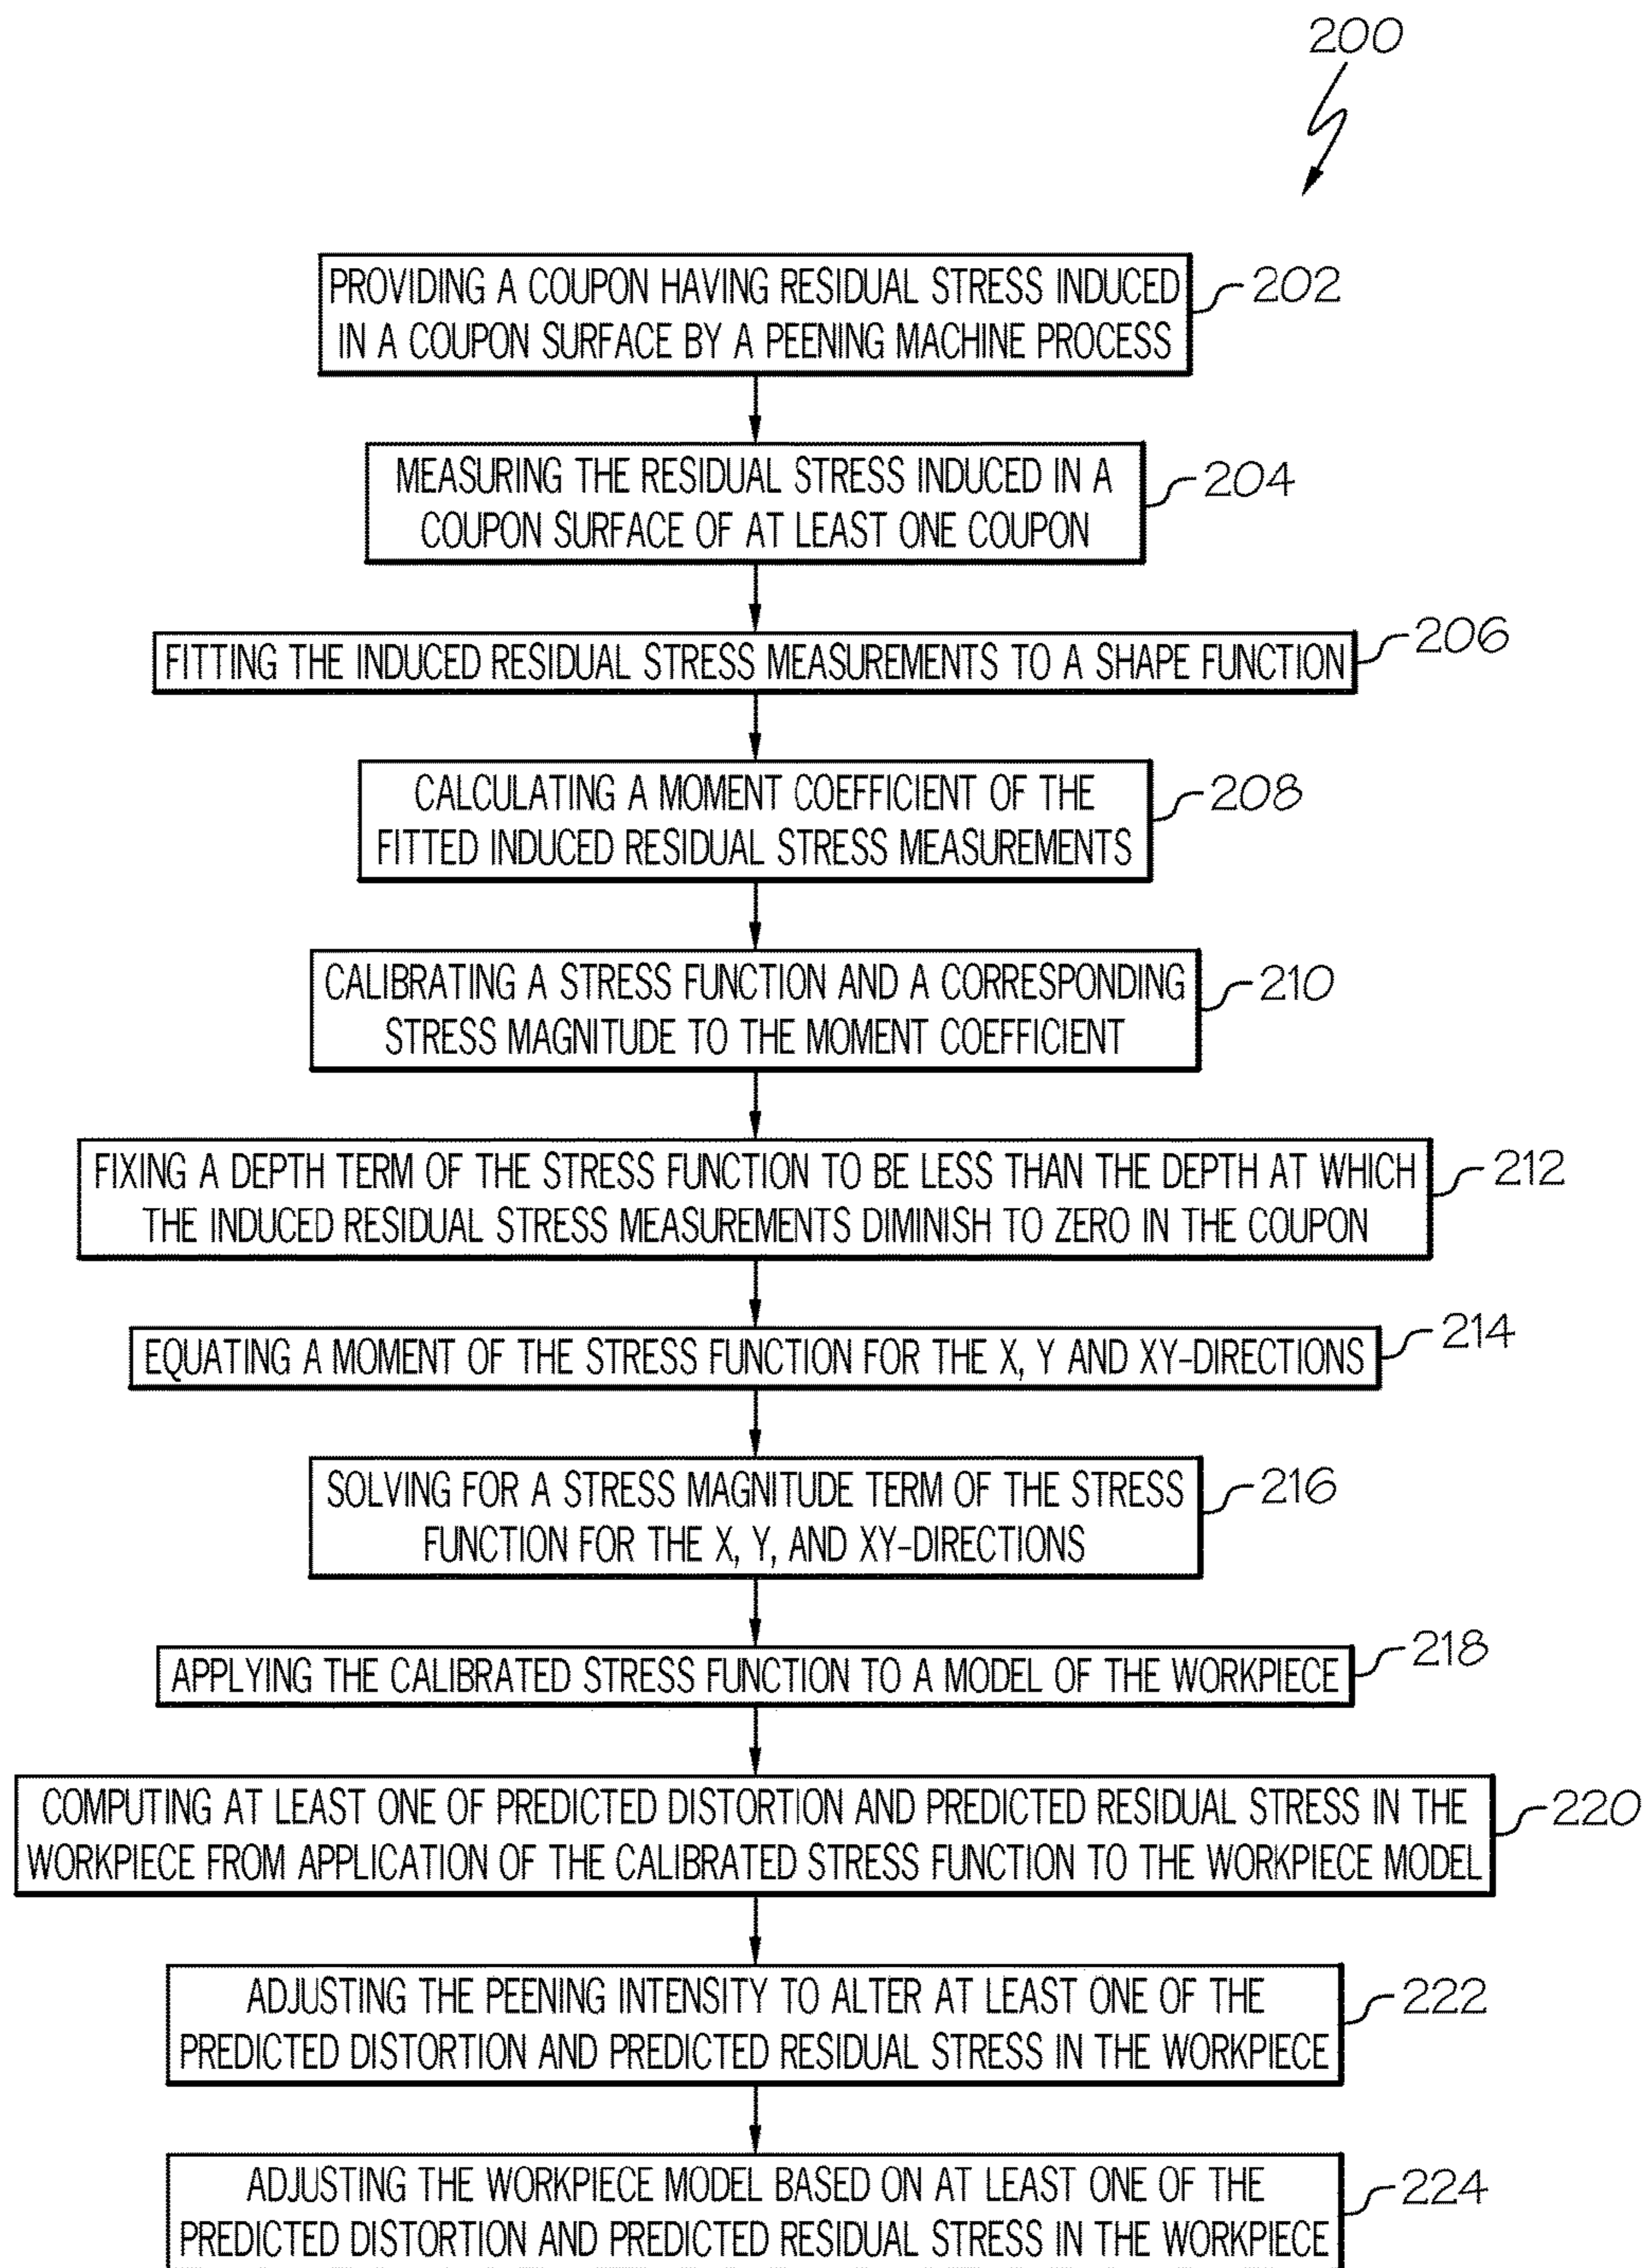 200
PROVIDING A COUPON HAVING RESIDUAL STRESS INDUCED
IN A COUPON SURFACE BY A PEENING MACHINE PROCESS
202
MEASURING THE RESIDUAL STRESS INDUCED IN A
COUPON SURFACE OF AT LEAST ONE COUPON
204
FITTING THE INDUCED RESIDUAL STRESS MEASUREMENTS TO A SHAPE FUNCTION
206
CALCULATING A MOMENT COEFFICIENT OF THE
FITTED INDUCED RESIDUAL STRESS MEASUREMENTS
208
CALIBRATING A STRESS FUNCTION AND A CORRESPONDING
STRESS MAGNITUDE TO THE MOMENT COEFFICIENT
210
FIXING A DEPTH TERM OF THE STRESS FUNCTION TO BE LESS THAN THE DEPTH AT WHICH
THE INDUCED RESIDUAL STRESS MEASUREMENTS DIMINISH TO ZERO IN THE COUPON
212
EQUATING A MOMENT OF THE STRESS FUNCTION FOR THE X, Y AND XY-DIRECTIONS
214
SOLVING FOR A STRESS MAGNITUDE TERM OF THE STRESS
FUNCTION FOR THE X, Y, AND XY-DIRECTIONS
216
APPLYING THE CALIBRATED STRESS FUNCTION TO A MODEL OF THE WORKPIECE
218
COMPUTING AT LEAST ONE OF PREDICTED DISTORTION AND PREDICTED RESIDUAL STRESS IN THE
WORKPIECE FROM APPLICATION OF THE CALIBRATED STRESS FUNCTION TO THE WORKPIECE MODEL
220
ADJUSTING THE PEENING INTENSITY TO ALTER AT LEAST ONE OF THE
PREDICTED DISTORTION AND PREDICTED RESIDUAL STRESS IN THE WORKPIECE
222
ADJUSTING THE WORKPIECE MODEL BASED ON AT LEAST ONE OF THE
PREDICTED DISTORTION AND PREDICTED RESIDUAL STRESS IN THE WORKPIECE
224